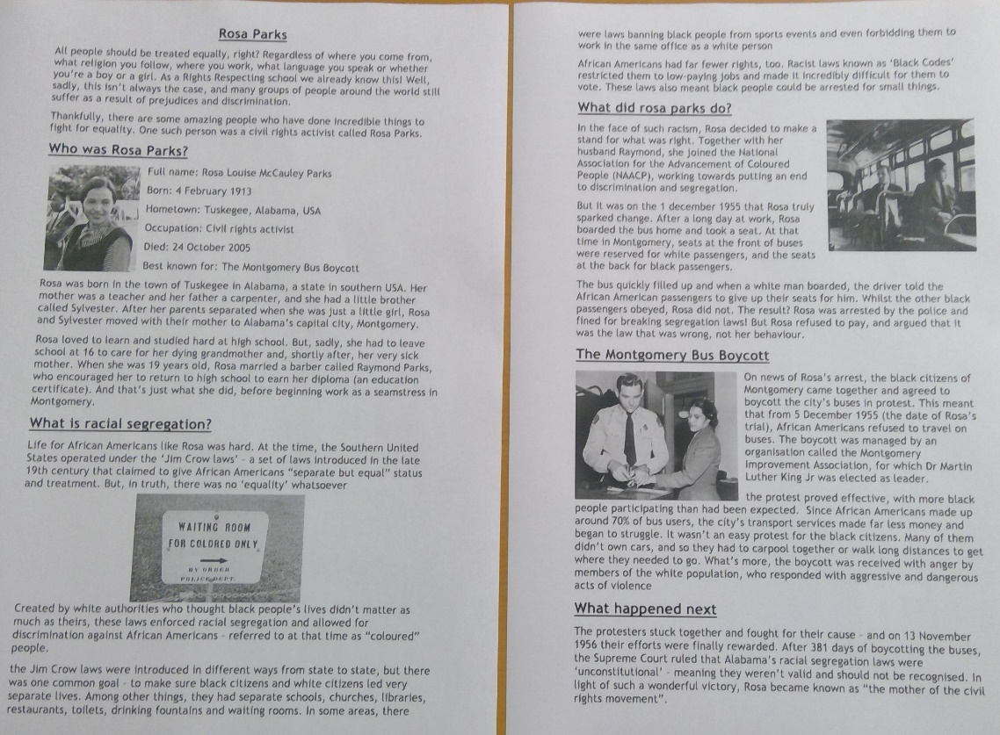 Rosa Parks
All people should be treated equally, right? Regardless of where you come from,
what religion you follow, where you work, what language you speak or whether
you're a boy or a girl. As a Rights Respecting school we already know this! Well,
sadly, this isn't always the case, and many groups of people around the world still
suffer as a result of prejudices and discrimination.
Thankfully, there are some amazing people who have done incredible things to
fight for equality. One such person was a civil rights activist called Rosa Parks.
Who was Rosa Parks?
Full name: Rosa Louise McCauley Parks
Born: 4 February 1913
Hometown: Tuskegee, Alabama, USA
Occupation: Civil rights activist
Died: 24 October 2005
Best known for: The Montgomery Bus Boycott
Rosa was born in the town of Tuskegee in Alabama, a state in southern USA. Her
mother was a teacher and her father a carpenter, and she had a little brother
called Sylvester. After her parents separated when she was just a little girl, Rosa
and Sylvester moved with their mother to Alabama's capital city, Montgomery.
Rosa loved to learn and studied hard at high school. But, sadly, she had to leave
school at 16 to care for her dying grandmother and, shortly after, her very sick
mother. When she was 19 years old, Rosa married a barber called Raymond Parks,
who encouraged her to return to high school to earn her diploma (an education
certificate). And that's just what she did, before beginning work as a seamstress in
Montgomery.
What is racial segregation?
Life for African Americans like Rosa was hard. At the time, the Southern United
States operated under the 'Jim Crow laws' - a set of laws introduced in the late
19th century that claimed to give African Americans "separate but equal" status
and treatment. But, in truth, there was no 'equality' whatsoever
WAITING ROOM
FOR COLORED ONLY
BY ORDER
POLICE DEPT.
Created by white authorities who thought black people's lives didn't matter as
much as theirs, these laws enforced racial segregation and allowed for
discrimination against African Americans - referred to at that time as "coloured"
people.
the Jim Crow laws were introduced in different ways from state to state, but there
was one common goal - to make sure black citizens and white citizens led very
separate lives. Among other things, they had separate schools, churches, libraries,
restaurants, toilets, drinking fountains and waiting rooms. In some areas, there
were laws banning black people from sports events and even forbidding them to
work in the same office as a white person
African Americans had far fewer rights, too. Racist laws known as 'Black Codes'
restricted them to low-paying jobs and made it incredibly difficult for them to
vote. These laws also meant black people could be arrested for small things.
What did rosa parks do?
In the face of such racism, Rosa decided to make a
stand for what was right. Together with her
husband Raymond, she joined the National
Association for the Advancement of Coloured
People (NAACP), working towards putting an end
to discrimination and segregation.
But it was on the 1 december 1955 that Rosa truly
sparked change. After a long day at work, Rosa
boarded the bus home and took a seat. At that
time in Montgomery, seats at the front of buses
were reserved for white passengers, and the seats
at the back for black passengers.
The bus quickly filled up and when a white man boarded, the driver told the
African American passengers to give up their seats for him. Whilst the other black
passengers obeyed, Rosa did not. The result? Rosa was arrested by the police and
fined for breaking segregation laws! But Rosa refused to pay, and argued that it
was the law that was wrong, not her behaviour.
The Montgomery Bus Boycott
On news of Rosa's arrest, the black citizens of
Montgomery came together and agreed to
boycott the city's buses in protest. This meant
that from 5 December 1955 (the date of Rosa's
trial), African Americans refused to travel on
buses. The boycott was managed by an
organisation called the Montgomery
Improvement Association, for which Dr Martin
Luther King Jr was elected as leader.
the protest proved effective, with more black
people participating than had been expected. Since African Americans made up
around 70% of bus users, the city's transport services made far less money and
began to struggle. It wasn't an easy protest for the black citizens. Many of them
didn't own cars, and so they had to carpool together or walk long distances to get
where they needed to go. What's more, the boycott was received with anger by
members of the white population, who responded with aggressive and dangerous
acts of violence
What happened next
The protesters stuck together and fought for their cause - and on 13 November
1956 their efforts were finally rewarded. After 381 days of boycotting the buses,
the Supreme Court ruled that Alabama's racial segregation laws were
'unconstitutional' - meaning they weren't valid and should not be recognised. In
light of such a wonderful victory, Rosa became known as "the mother of the civil
rights movement".